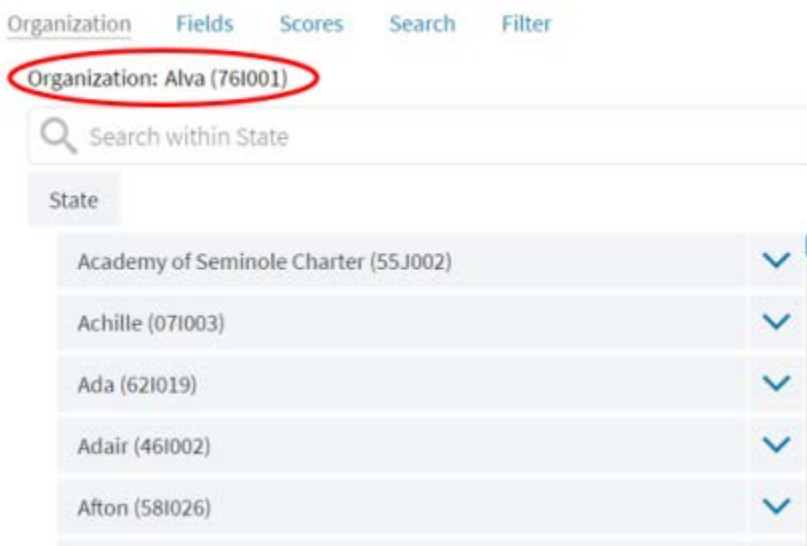 Organization Fields Scores Search Filter
Organization: Alva (76I001)
Search within State
State
Academy of Seminole Charter (55J002)
Achille (07I003)
Ada (62I019)
Adair (46I002)
Afton (58I026)